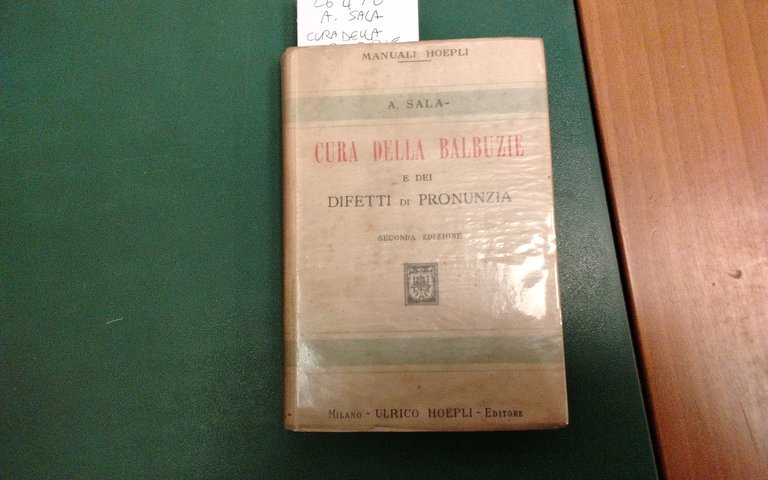 A. SALA
CURA DELLA
MANUALI HOEPLI
A. SALA
CURA DELLA BALBUZIE
E DEI
DIFETTI DI PRONUNZIA
SECONDA EDIZIONE
MILANO - ULRICO HOEPLI - EDITORE